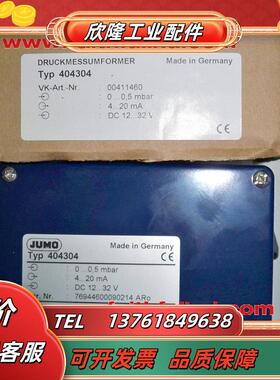 欣隆工业配件
DRUCKMESSUMFORMER
Made in Germany
Typ 404304
VK-Art.-Nr. 00411460
0...0,5 mbar
4...20 mA
DC 12...32 V
JUMO
Made in Germany
Typ 404304
0...0,5 mbar
4...20 mA
DC 12...32 V
Nr. 76944600090214 ARo
TEL 13761849638
客服
可开发票 品质保障